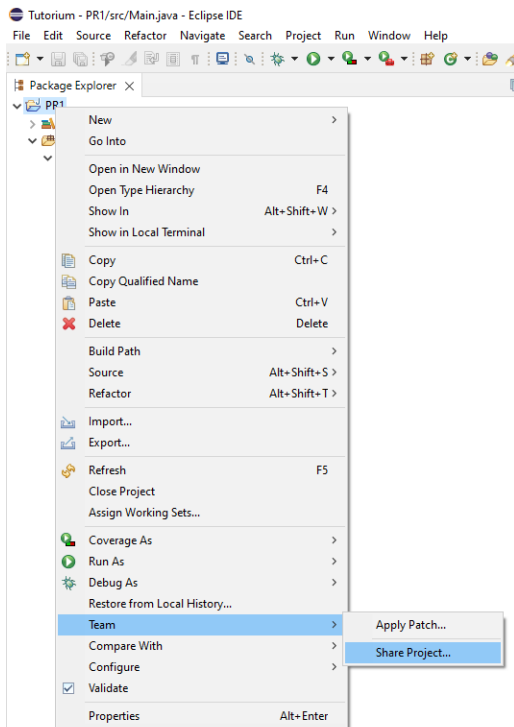 Tutorium - PR1/src/Main.java - Eclipse IDE
File Edit Source Refactor Navigate Search Project Run Window Help
Package Explorer
PR1
New
Go Into
Open in New Window
Open Type Hierarchy F4
Show In Alt+Shift+W
Show in Local Terminal
Copy Ctrl+C
Copy Qualified Name
Paste Ctrl+V
Delete Delete
Build Path
Source Alt+Shift+S
Refactor Alt+Shift+T
Import...
Export...
Refresh F5
Close Project
Assign Working Sets...
Coverage As
Run As
Debug As
Restore from Local History...
Team Apply Patch...
Compare With Share Project...
Configure
Validate
Properties Alt+Enter